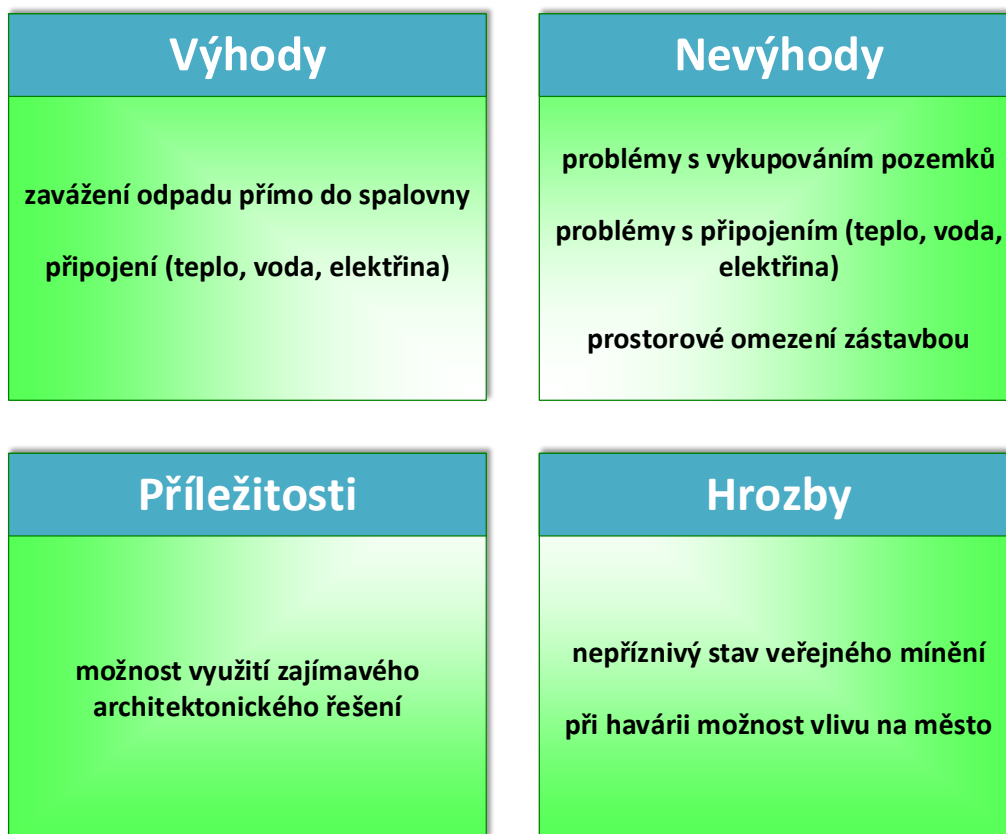 Výhody
zavážení odpadu přímo do spalovny
připojení (teplo, voda, elektřina)
Nevýhody
problémy s vykupováním pozemků
problémy s připojením (teplo, voda,
elektřina)
prostorové omezení zástavbou
Příležitosti
možnost využití zajímavého
architektonického řešení
Hrozby
nepříznivý stav veřejného mínění
při havárii možnost vlivu na město